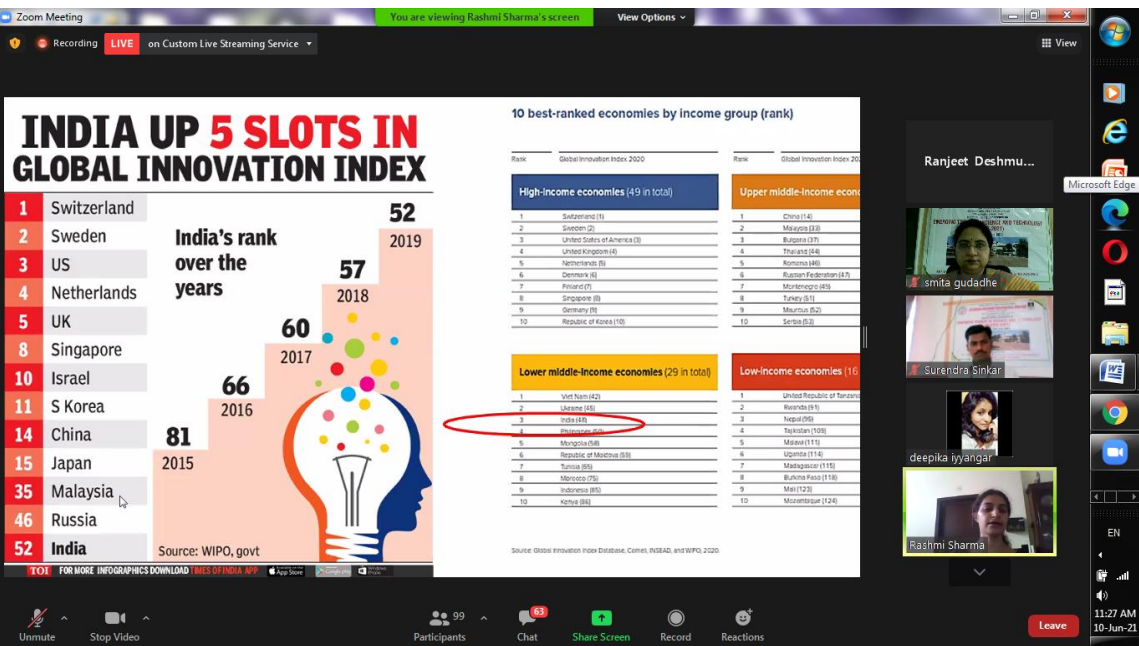 Zoom Meeting
You are viewing Rashmi Sharma's screen
View Options
Recording
LIVE
on Custom Live Streaming Service
View
INDIA UP 5 SLOTS IN
GLOBAL INNOVATION INDEX
1 Switzerland
2 Sweden
3 US
4 Netherlands
5 UK
8 Singapore
10 Israel
11 S Korea
14 China
15 Japan
35 Malaysia
46 Russia
52 India
India's rank
over the
years
81
2015
66
2016
60
2017
57
2018
52
2019
Source: WIPO, govt
TOI FOR MORE INFOGRAPHICS DOWNLOAD TIMES OF INDIA APP
App Store
10 best-ranked economies by income group (rank)
Rank Global Innovation Index 2020
High-income economies (49 in total)
1 Switzerland (1)
2 Sweden (2)
3 United States of America (3)
4 United Kingdom (4)
5 Netherlands (5)
6 Denmark (6)
7 Finland (7)
8 Singapore (8)
9 Germany (9)
10 Republic of Korea (10)
Rank Global Innovation Index
Upper middle-income
1 China (14)
2 Malaysia (33)
3 Bulgaria (37)
4 Thailand (44)
5 Romania (46)
6 Russian Federation (47)
7 Montenegro (49)
8 Turkey (51)
9 Mauritius (52)
10 Serbia (53)
Lower middle-income economies (29 in total)
1 Viet Nam (42)
2 Ukraine (45)
3 India (48)
4 Philippines (50)
5 Mongolia (58)
6 Republic of Moldova (59)
7 Tunisia (65)
8 Morocco (75)
9 Indonesia (85)
10 Kenya (86)
Low-income economies (16
1 United Republic of
2 Rwanda (91)
3 Nepal (95)
4 Tajikistan (109)
5 Malawi (111)
6 Uganda (114)
7 Madagascar (115)
8 Burkina Faso (118)
9 Mali (123)
10 Mozambique (124)
Source: Global Innovation Index Database, Cornell, INSEAD, and WIPO, 2020
Ranjeet Deshmu...
smita gudadhe
Surendra Sinkar
deepika iyyangar
Rashmi Sharma
Microsoft Edge
EN
11:27 AM
10-Jun-21
Unmute
Stop Video
99
Participants
63
Chat
Share Screen
Record
Reactions
Leave